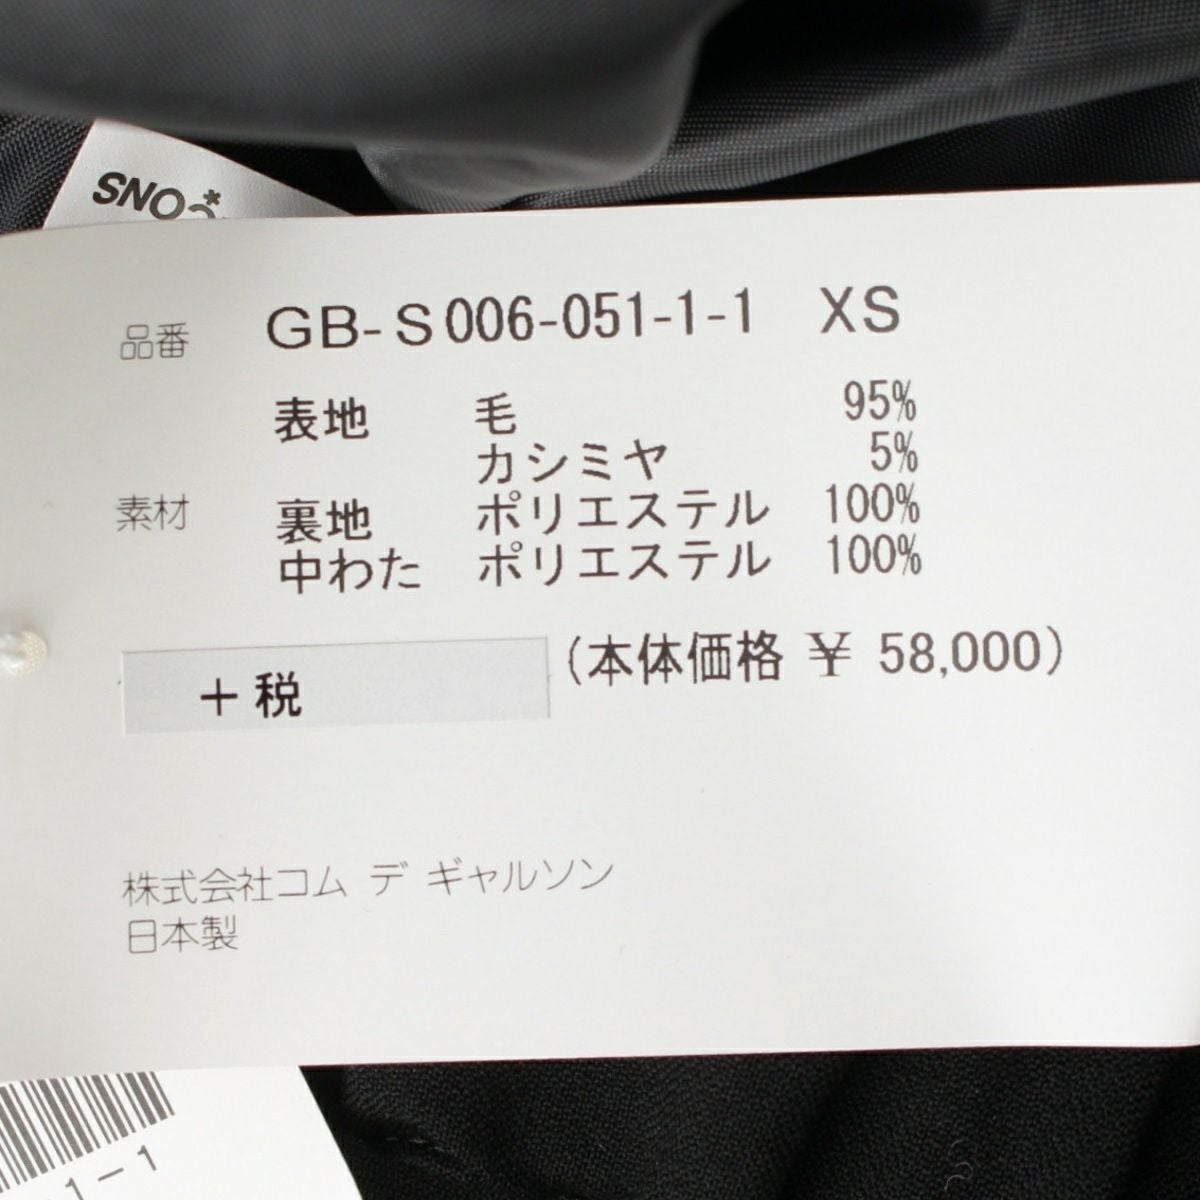 品番 GB-S006-051-1-1 XS
表地 毛 95%
カシミヤ 5%
素材 裏地 ポリエステル 100%
中わた ポリエステル 100%
+税 (本体価格 ¥ 58,000)
株式会社コム デ ギャルソン
日本製
1-1